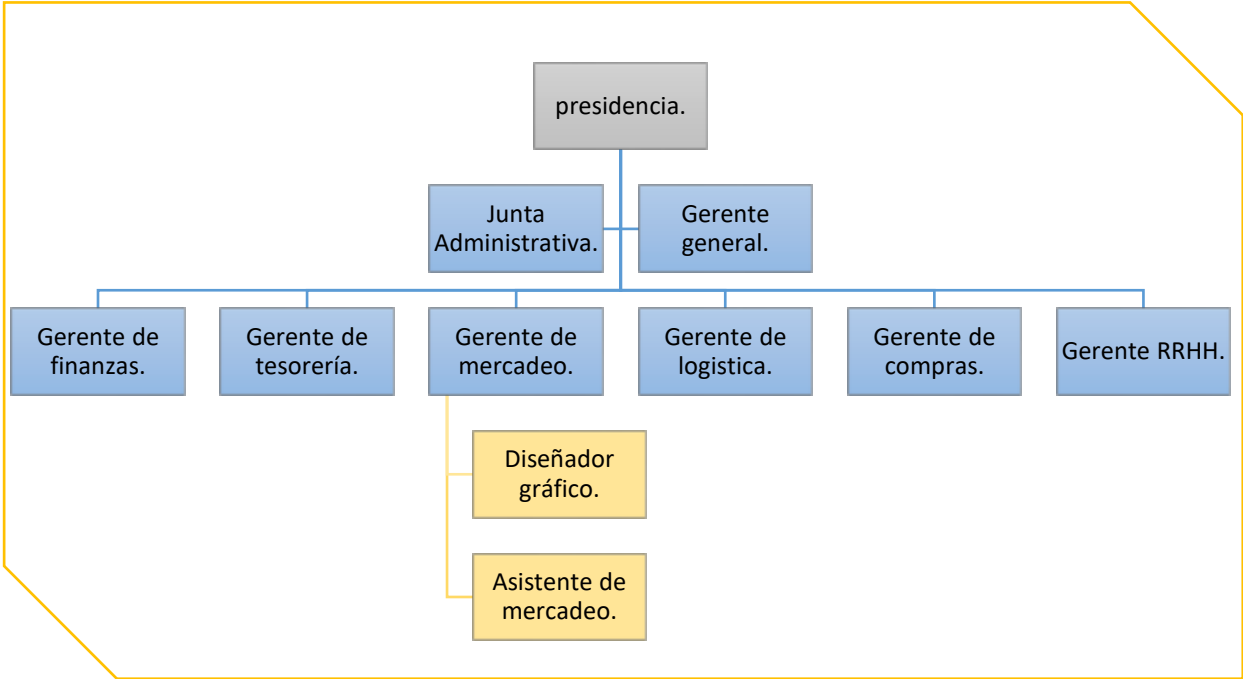 presidencia.
Junta
Administrativa.
Gerente
general.
Gerente de
finanzas.
Gerente de
tesorería.
Gerente de
mercadeo.
Gerente de
logistica.
Gerente de
compras.
Gerente RRHH.
Diseñador
gráfico.
Asistente de
mercadeo.